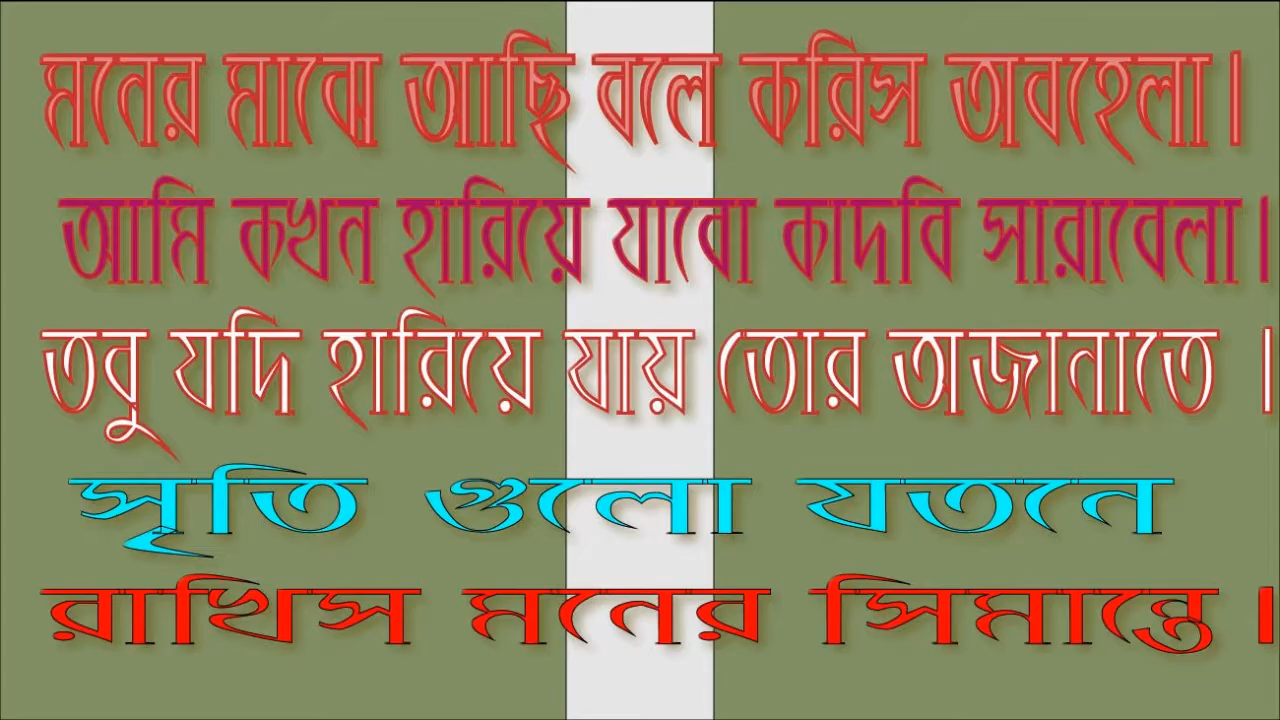 মনের মাঝে আছি বলে করিস অবহেলা।
আমি কখন হারিয়ে যাবো কাদবি সারাবেলা।
তবু যদি হারিয়ে যায় তোর অজানাতে ।
সৃতি গুলো যতনে
রাখিস মনের সিমান্তে ।